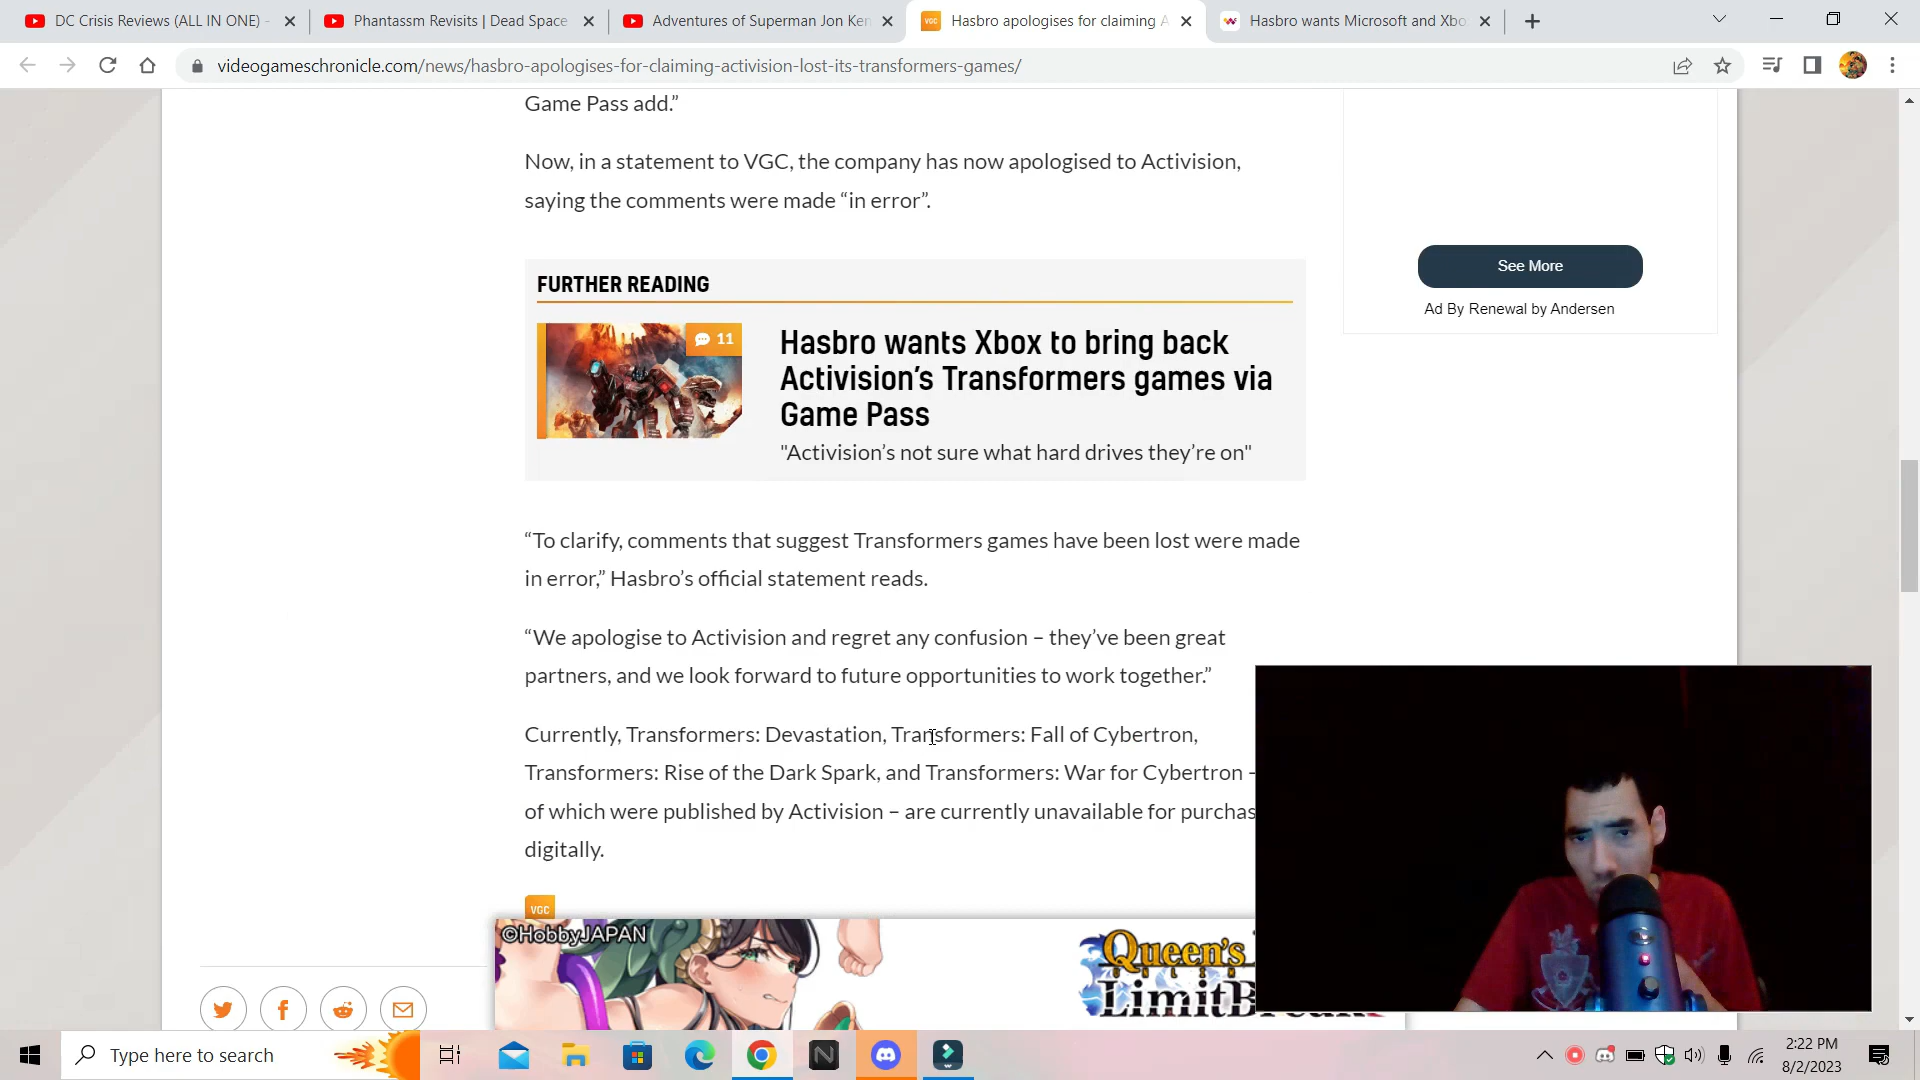 DC Crisis Reviews (ALL IN ONE) -
Phantassm Revisits | Dead Space
Adventures of Superman Jon Ken
VGC
Hasbro apologises for claiming A
Hasbro wants Microsoft and Xbo
videogameschronicle.com/news/hasbro-apologises-for-claiming-activision-lost-its-transformers-games/
Game Pass add.”
Now, in a statement to VGC, the company has now apologised to Activision,
saying the comments were made “in error”.
FURTHER READING
11
Hasbro wants Xbox to bring back
Activision’s Transformers games via
Game Pass
"Activision’s not sure what hard drives they’re on"
See More
Ad By Renewal by Andersen
“To clarify, comments that suggest Transformers games have been lost were made
in error,” Hasbro’s official statement reads.
“We apologise to Activision and regret any confusion – they’ve been great
partners, and we look forward to future opportunities to work together.”
Currently, Transformers: Devastation, Transformers: Fall of Cybertron,
Transformers: Rise of the Dark Spark, and Transformers: War for Cybertron –
of which were published by Activision – are currently unavailable for purchas
digitally.
VGC
©HobbyJAPAN
Queen's
LimitBreak
Type here to search
2:22 PM
8/2/2023